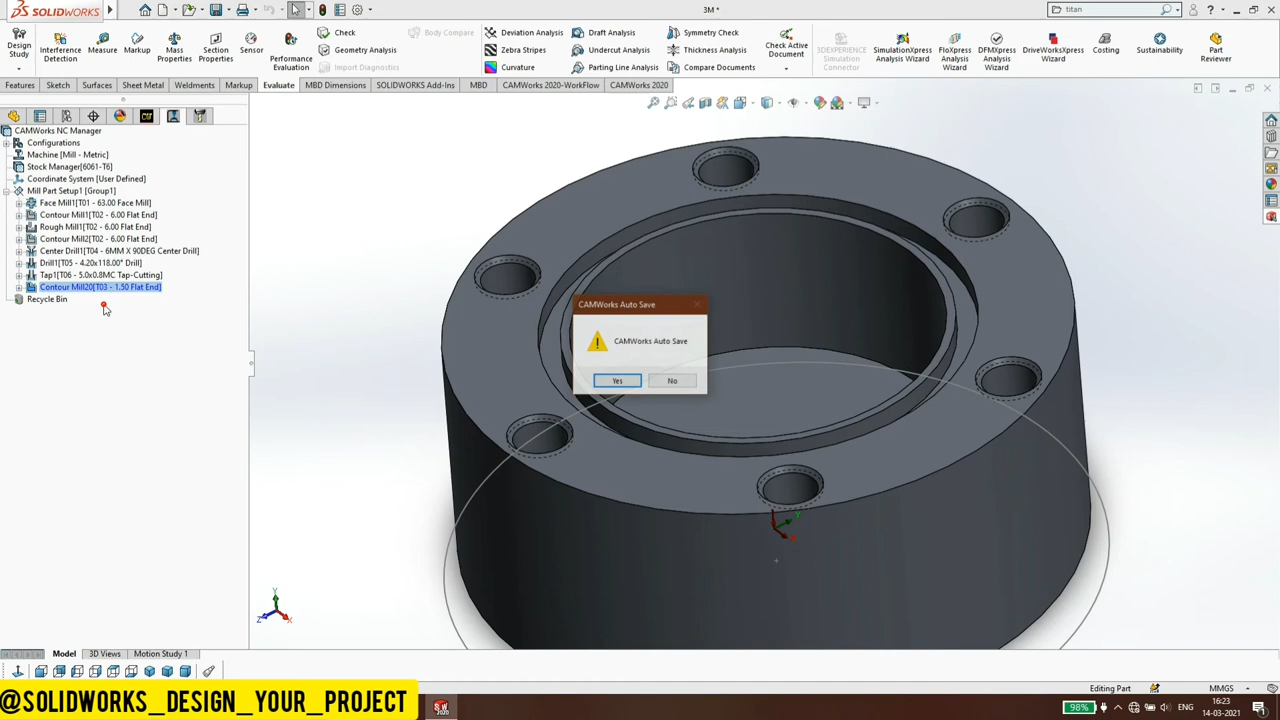 SOLIDWORKS
3M *
titan
Design Study
Interference Detection
Measure
Markup
Mass Properties
Section Properties
Sensor
Performance Evaluation
Check
Geometry Analysis
Import Diagnostics
Body Compare
Deviation Analysis
Zebra Stripes
Curvature
Draft Analysis
Undercut Analysis
Parting Line Analysis
Symmetry Check
Thickness Analysis
Compare Documents
Check Active Document
3DEXPERIENCE Simulation Connector
SimulationXpress Analysis Wizard
FloXpress Analysis Wizard
DFMXpress Analysis Wizard
DriveWorksXpress Wizard
Costing
Sustainability
Part Reviewer
Features
Sketch
Surfaces
Sheet Metal
Weldments
Markup
Evaluate
MBD Dimensions
SOLIDWORKS Add-Ins
MBD
CAMWorks 2020-WorkFlow
CAMWorks 2020
CAMWorks NC Manager
Configurations
Machine [Mill - Metric]
Stock Manager[6061-T6]
Coordinate System [User Defined]
Mill Part Setup1 [Group1]
Face Mill1[T01 - 63.00 Face Mill]
Contour Mill1[T02 - 6.00 Flat End]
Rough Mill1[T02 - 6.00 Flat End]
Contour Mill2[T02 - 6.00 Flat End]
Center Drill1[T04 - 6MM X 90DEG Center Drill]
Drill1[T05 - 4.20x118.00° Drill]
Tap1[T06 - 5.0x0.8MC Tap-Cutting]
Contour Mill20[T03 - 1.50 Flat End]
Recycle Bin
CAMWorks Auto Save
CAMWorks Auto Save
Yes
No
Y
X
Y
Z
X
Model
3D Views
Motion Study 1
Editing Part
MMGS
@SOLIDWORKS_DESIGN_YOUR_PROJECT
SW
2020
98%
ENG
16:23
14-03-2021